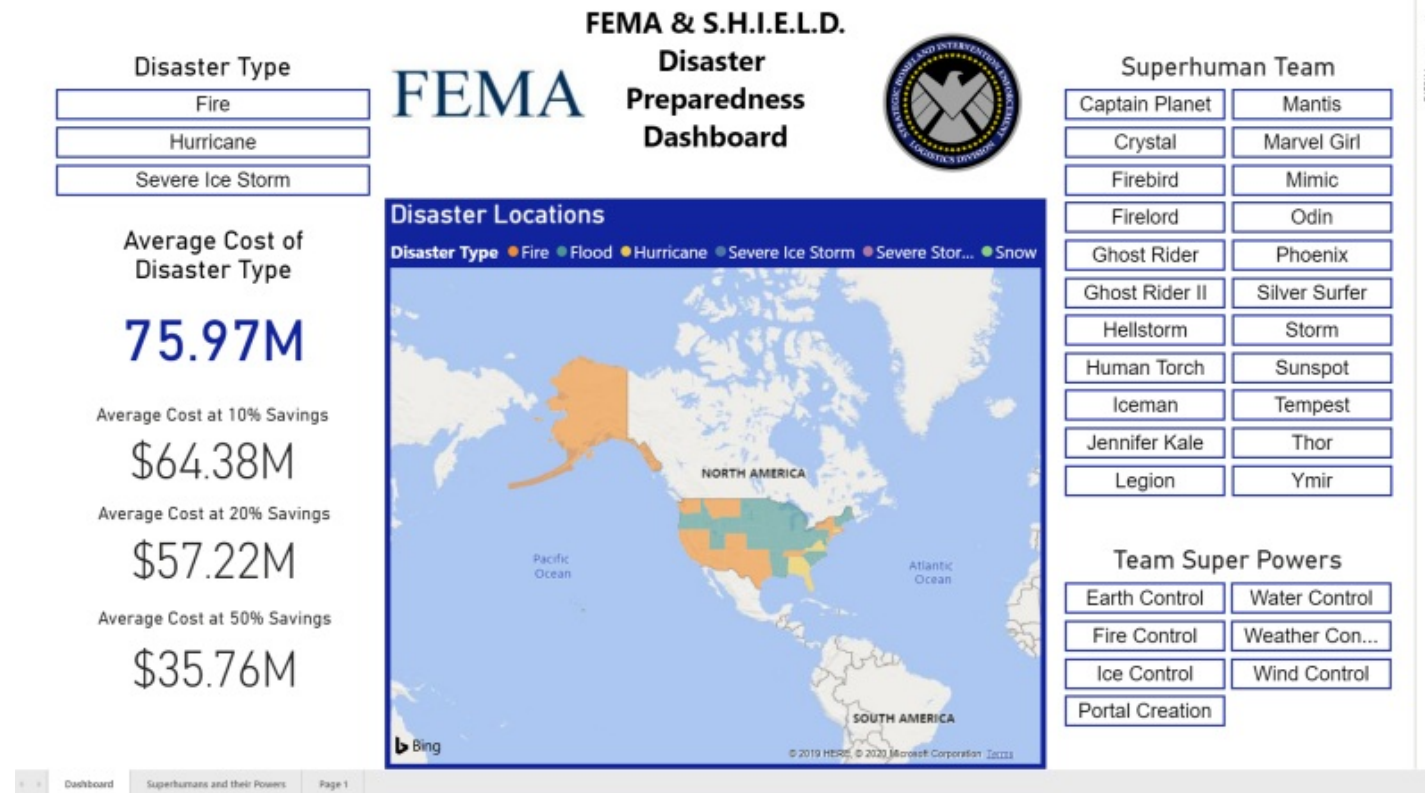 FEMA & S.H.I.E.L.D.
Disaster
Preparedness
Dashboard
FEMA
STRATEGIC HOMELAND INTERVENTION ENFORCEMENT
LOGISTICS DIVISION
Disaster Type
Fire
Hurricane
Severe Ice Storm
Average Cost of
Disaster Type
75.97M
Average Cost at 10% Savings
$64.38M
Average Cost at 20% Savings
$57.22M
Average Cost at 50% Savings
$35.76M
Disaster Locations
Disaster Type Fire Flood Hurricane Severe Ice Storm Severe Stor... Snow
NORTH AMERICA
Pacific
Ocean
Atlantic
Ocean
SOUTH AMERICA
Bing
© 2019 HERE, © 2020 Microsoft Corporation Terms
Superhuman Team
Captain Planet Mantis
Crystal Marvel Girl
Firebird Mimic
Firelord Odin
Ghost Rider Phoenix
Ghost Rider II Silver Surfer
Hellstorm Storm
Human Torch Sunspot
Iceman Tempest
Jennifer Kale Thor
Legion Ymir
Team Super Powers
Earth Control Water Control
Fire Control Weather Con...
Ice Control Wind Control
Portal Creation
Dashboard Superhumans and their Powers Page 1